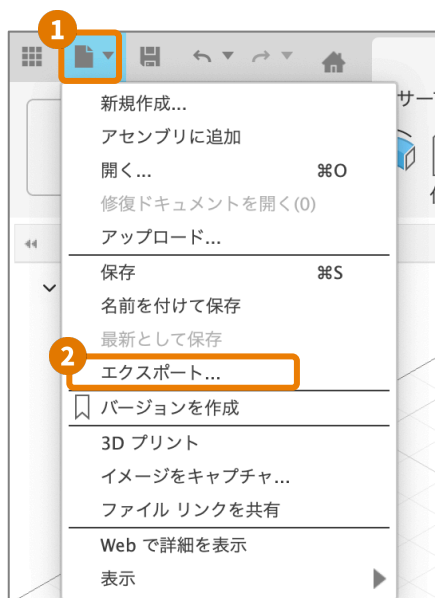 1
新規作成...
アセンブリに追加
開く... ⌘O
修復ドキュメントを開く(0)
アップロード...
保存 ⌘S
名前を付けて保存
最新として保存
2
エクスポート...
バージョンを作成
3D プリント
イメージをキャプチャ...
ファイル リンクを共有
Web で詳細を表示
表示
サー